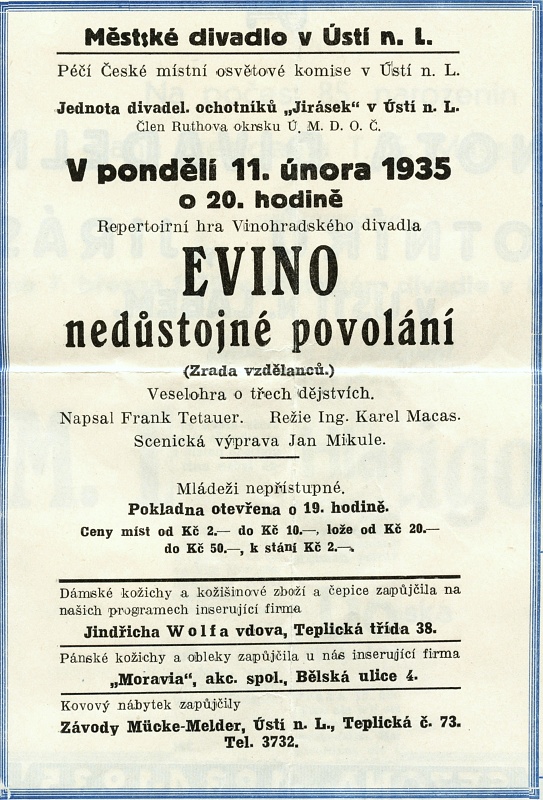 Městské divadlo v Ústí n. L.
Péčí České místní osvětové komise v Ústí n. L.
Jednota divadel. ochotníků „Jirásek“ v Ústí n. L.
Člen Ruthova okrsku Ú. M. D. O. Č.
V pondělí 11. února 1935
o 20. hodině
Repertoirní hra Vinohradského divadla
EVINO
nedůstojné povolání
(Zrada vzdělanců.)
Veselohra o třech dějstvích.
Napsal Frank Tetauer. Režie Ing. Karel Macas.
Scenická výprava Jan Mikule.
Mládeži nepřístupné.
Pokladna otevřena o 19. hodině.
Ceny míst od Kč 2.— do Kč 10.—, lože od Kč 20.—
do Kč 50.—, k stání Kč 2.—.
Dámské kožichy a kožišinové zboží a čepice zapůjčila na
našich programech inserující firma
Jindřicha Wolfa vdova, Teplická třída 38.
Pánské kožichy a obleky zapůjčila u nás inserující firma
„Moravia“, akc. spol., Bělská ulice 4.
Kovový nábytek zapůjčily
Závody Mücke-Melder, Ústí n. L., Teplická č. 73.
Tel. 3732.